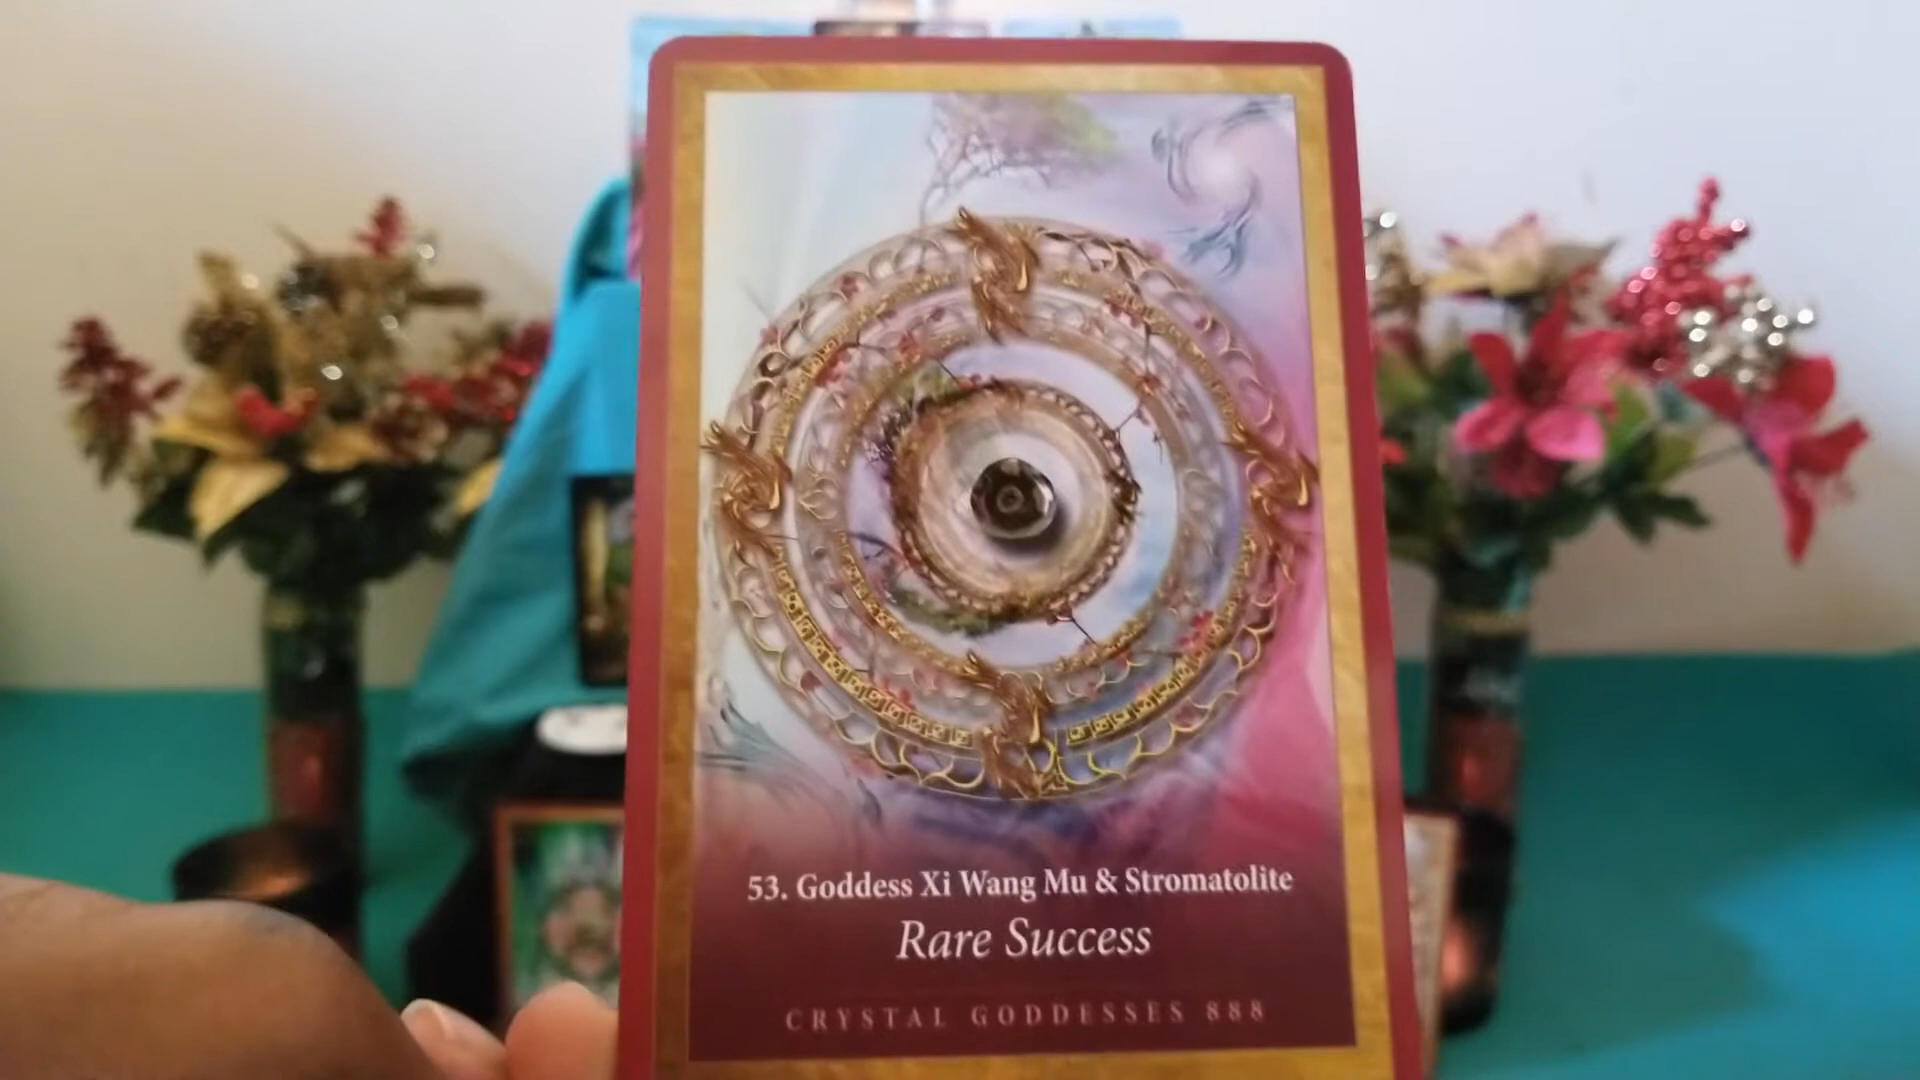 53. Goddess Xi Wang Mu & Stromatolite
Rare Success
CRYSTAL GODDESSES 888